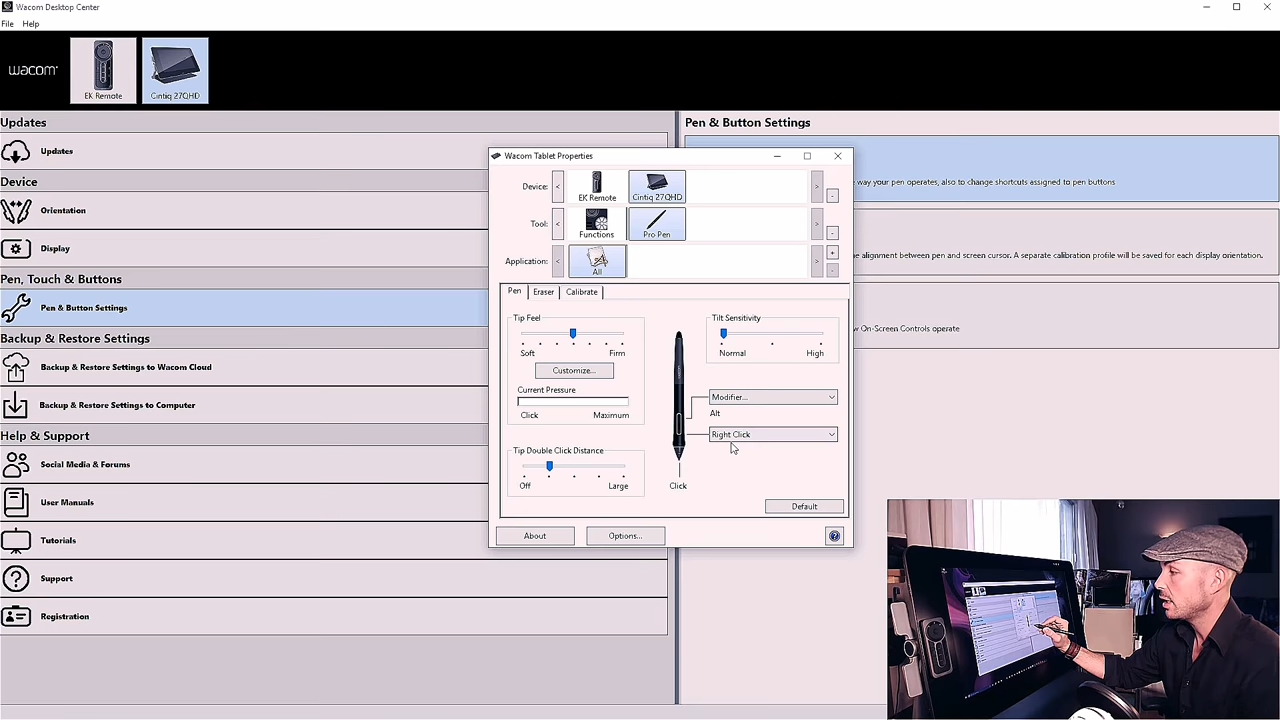 Wacom Desktop Center
File Help
wacom
EK Remote
Cintiq 27QHD
Updates
Updates
Device
Orientation
Display
Pen, Touch & Buttons
Pen & Button Settings
Backup & Restore Settings
Backup & Restore Settings to Wacom Cloud
Backup & Restore Settings to Computer
Help & Support
Social Media & Forums
User Manuals
Tutorials
Support
Registration
Pen & Button Settings
way your pen operates, also to change shortcuts assigned to pen buttons
alignment between pen and screen cursor. A separate calibration profile will be saved for each display orientation.
On-Screen Controls operate
Wacom Tablet Properties
Device:
< EK Remote Cintiq 27QHD >
-
Tool:
< Functions Pro Pen >
-
Application:
< All >
+
-
Pen Eraser Calibrate
Tip Feel
Soft Firm
Customize...
Current Pressure
Click Maximum
Tip Double Click Distance
Off Large
Tilt Sensitivity
Normal High
Modifier...
Alt
Right Click
Click
Default
About Options... ?